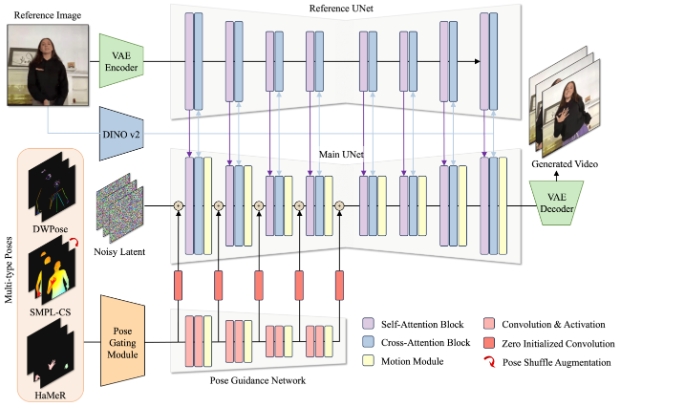 Reference Image
Reference UNet
VAE
Encoder
DINO v2
Main UNet
Generated Video
Multi-type Poses
DWPose
Noisy Latent
VAE
Decoder
SMPL-CS
Pose
Gating
Module
HaMeR
Pose Guidance Network
Self-Attention Block
Cross-Attention Block
Motion Module
Convolution & Activation
Zero Initialized Convolution
Pose Shuffle Augmentation